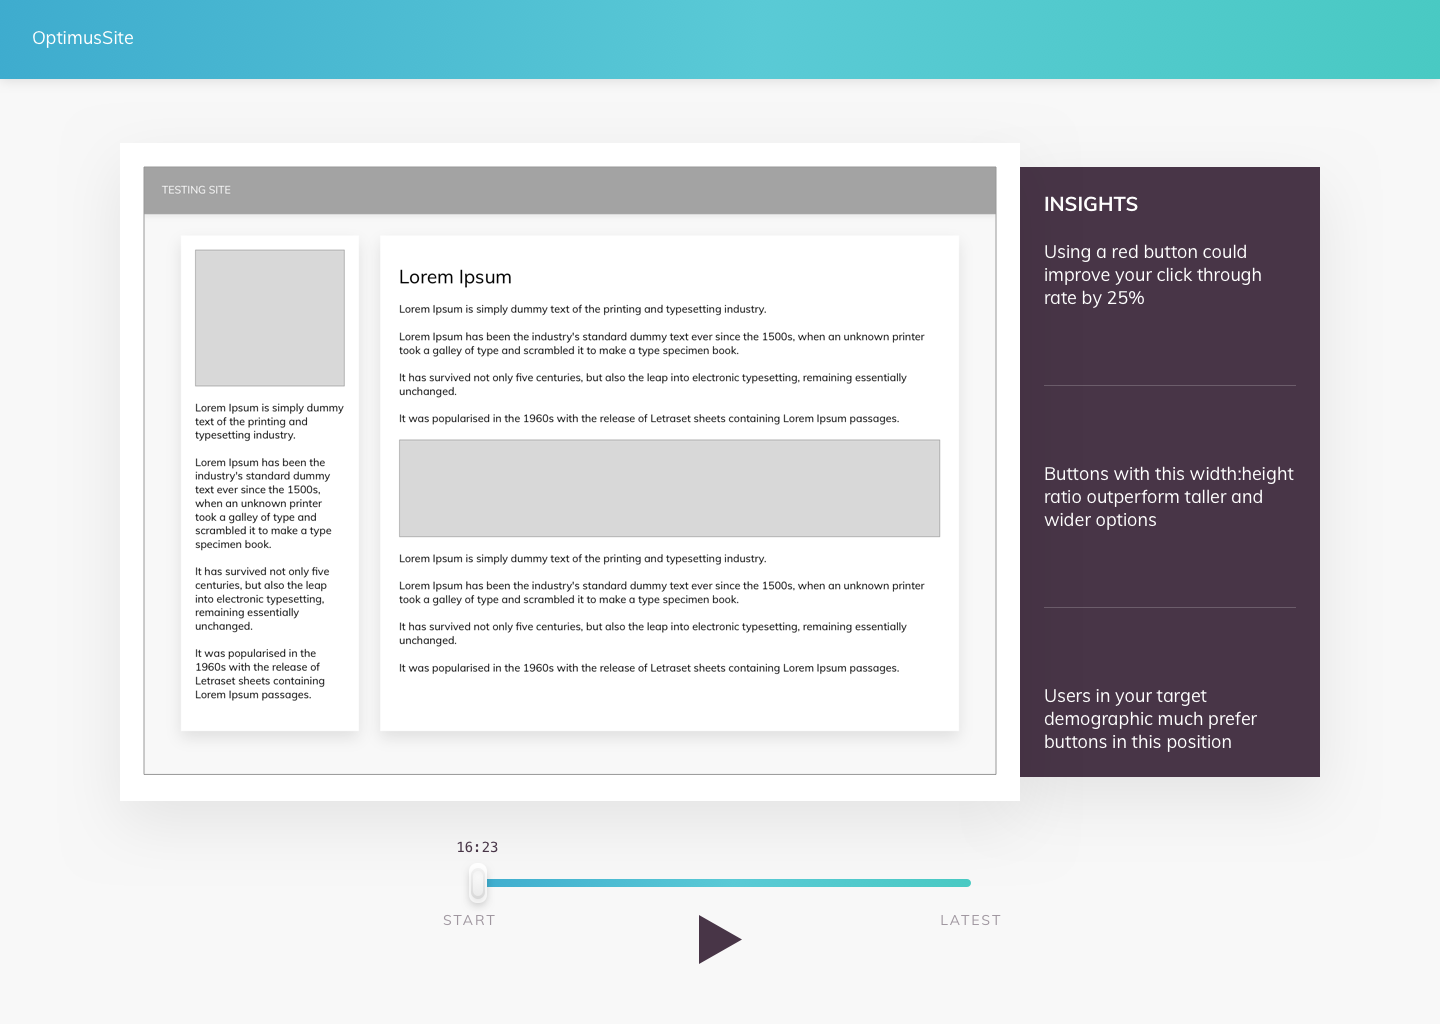 OptimusSite
TESTING SITE
Lorem Ipsum is simply dummy
text of the printing and
typesetting industry.
Lorem Ipsum has been the
industry's standard dummy
text ever since the 1500s,
when an unknown printer
took a galley of type and
scrambled it to make a type
specimen book.
It has survived not only five
centuries, but also the leap
into electronic typesetting,
remaining essentially
unchanged.
It was popularised in the
1960s with the release of
Letraset sheets containing
Lorem Ipsum passages.
Lorem Ipsum
Lorem Ipsum is simply dummy text of the printing and typesetting industry.
Lorem Ipsum has been the industry's standard dummy text ever since the 1500s, when an unknown printer
took a galley of type and scrambled it to make a type specimen book.
It has survived not only five centuries, but also the leap into electronic typesetting, remaining essentially
unchanged.
It was popularised in the 1960s with the release of Letraset sheets containing Lorem Ipsum passages.
Lorem Ipsum is simply dummy text of the printing and typesetting industry.
Lorem Ipsum has been the industry's standard dummy text ever since the 1500s, when an unknown printer
took a galley of type and scrambled it to make a type specimen book.
It has survived not only five centuries, but also the leap into electronic typesetting, remaining essentially
unchanged.
It was popularised in the 1960s with the release of Letraset sheets containing Lorem Ipsum passages.
INSIGHTS
Using a red button could
improve your click through
rate by 25%
Buttons with this width:height
ratio outperform taller and
wider options
Users in your target
demographic much prefer
buttons in this position
16:23
START
LATEST